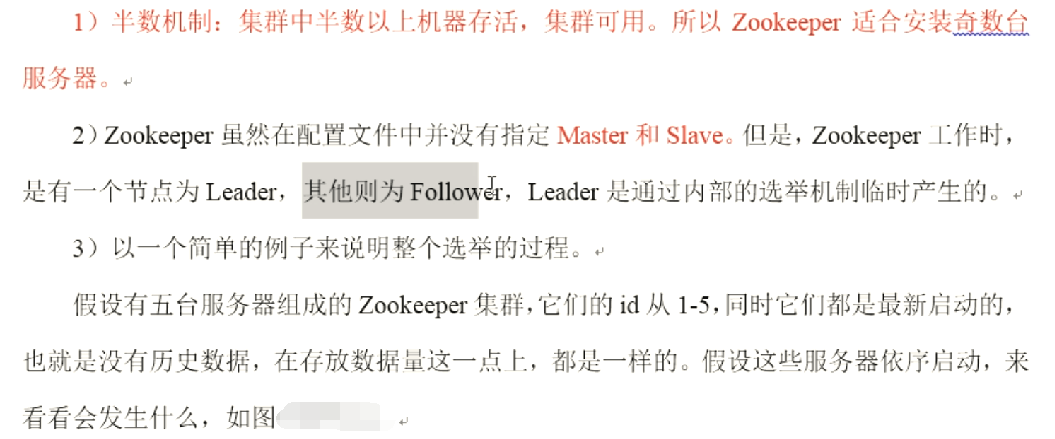 1）半数机制：集群中半数以上机器存活，集群可用。所以 Zookeeper 适合安装奇数台
服务器。
2）Zookeeper 虽然在配置文件中并没有指定 Master 和 Slave。但是，Zookeeper 工作时，
是有一个节点为 Leader，其他则为 Follower，Leader 是通过内部的选举机制临时产生的。
3）以一个简单的例子来说明整个选举的过程。
假设有五台服务器组成的 Zookeeper 集群，它们的 id 从 1-5，同时它们都是最新启动的，
也就是没有历史数据，在存放数据量这一点上，都是一样的。假设这些服务器依序启动，来
看看会发生什么，如图